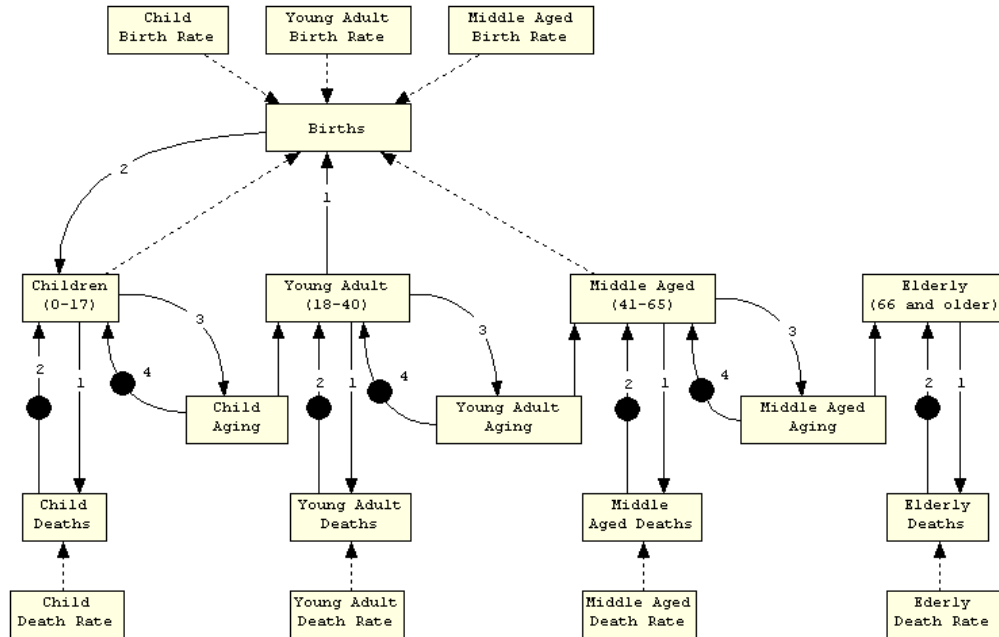 Child
Birth Rate
Young Adult
Birth Rate
Middle Aged
Birth Rate
Births
2
1
Children
(0-17)
Young Adult
(18-40)
Middle Aged
(41-65)
Elderly
(66 and older)
3
3
3
2
1
4
2
1
4
2
1
4
2
1
Child
Aging
Young Adult
Aging
Middle Aged
Aging
Child
Deaths
Young Adult
Deaths
Middle
Aged Deaths
Elderly
Deaths
Child
Death Rate
Young Adult
Death Rate
Middle Aged
Death Rate
Ederly
Death Rate